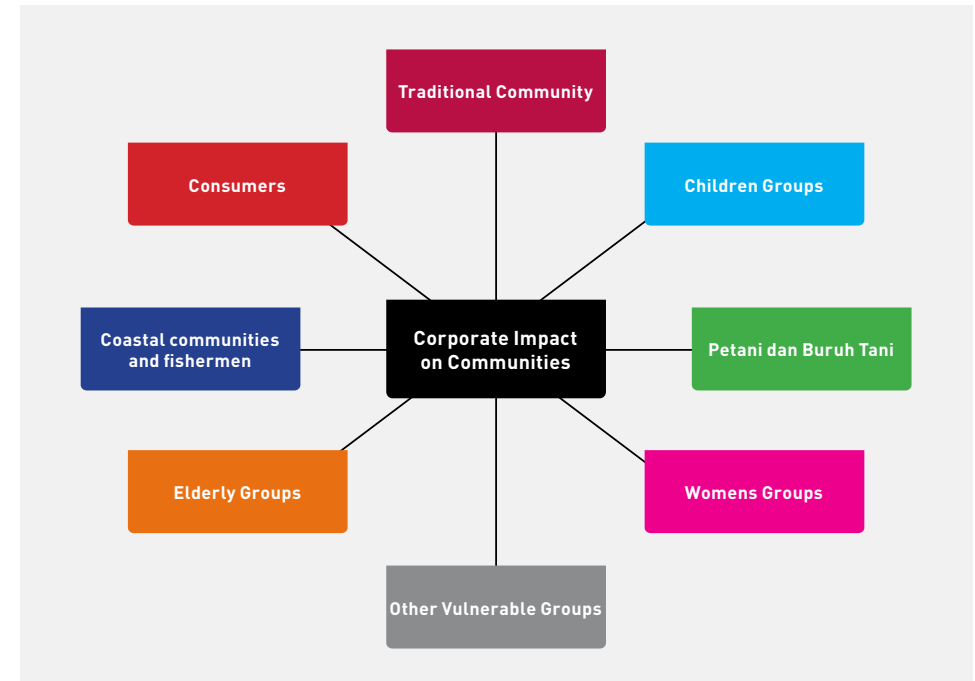 Traditional Community
Consumers
Children Groups
Corporate Impact
on Communities
Coastal communities
and fishermen
Petani dan Buruh Tani
Elderly Groups
Womens Groups
Other Vulnerable Groups